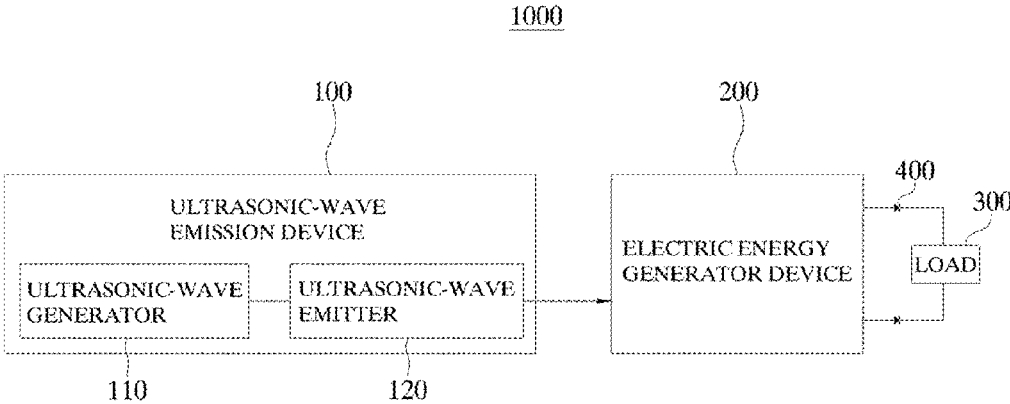 1000
100
200
400
300
ULTRASONIC-WAVE
EMISSION DEVICE
ELECTRIC ENERGY
GENERATOR DEVICE
LOAD
ULTRASONIC-WAVE
GENERATOR
ULTRASONIC-WAVE
EMITTER
110
120